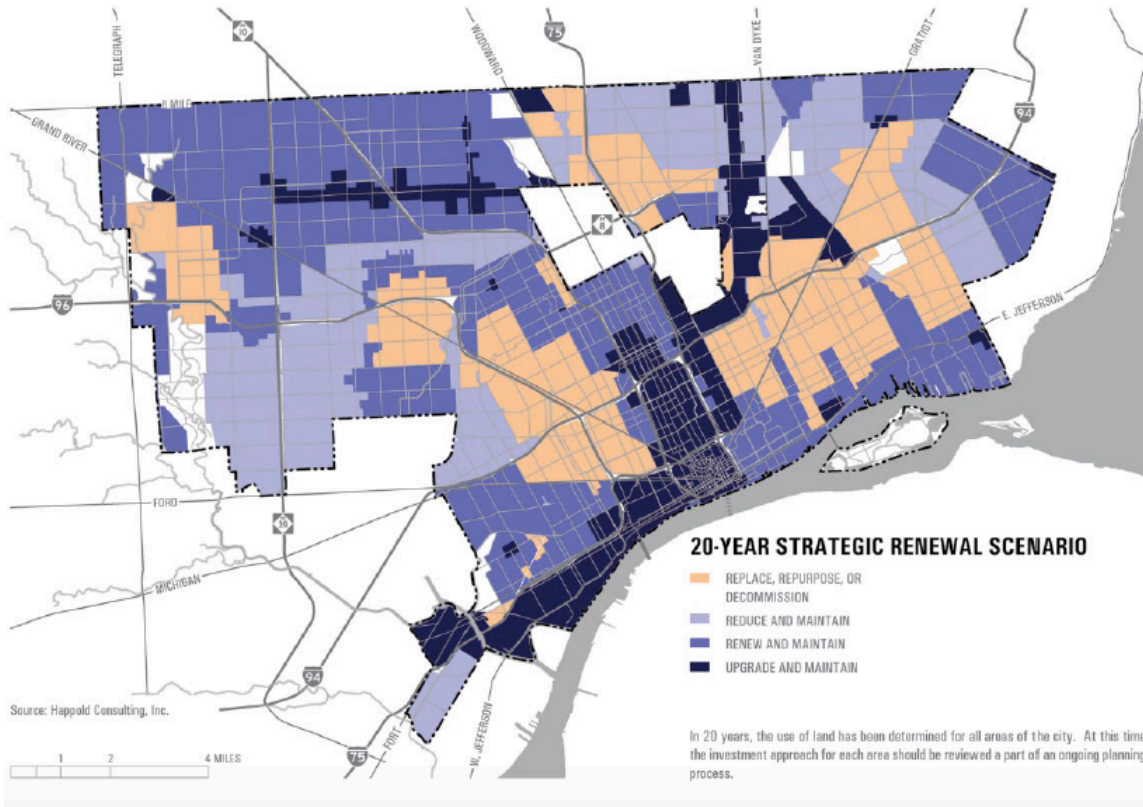 TELEGRAPH
10
WOODWARD
75
VAN DYKE
GRATIOT
8 MILE
GRAND RIVER
94
8
96
E. JEFFERSON
FORD
39
MICHIGAN
94
75
FORT
W. JEFFERSON
20-YEAR STRATEGIC RENEWAL SCENARIO
REPLACE, REPURPOSE, OR
DECOMMISSION
REDUCE AND MAINTAIN
RENEW AND MAINTAIN
UPGRADE AND MAINTAIN
Source: Happold Consulting, Inc.
1 2 4 MILES
In 20 years, the use of land has been determined for all areas of the city. At this time
the investment approach for each area should be reviewed a part of an ongoing planning
process.